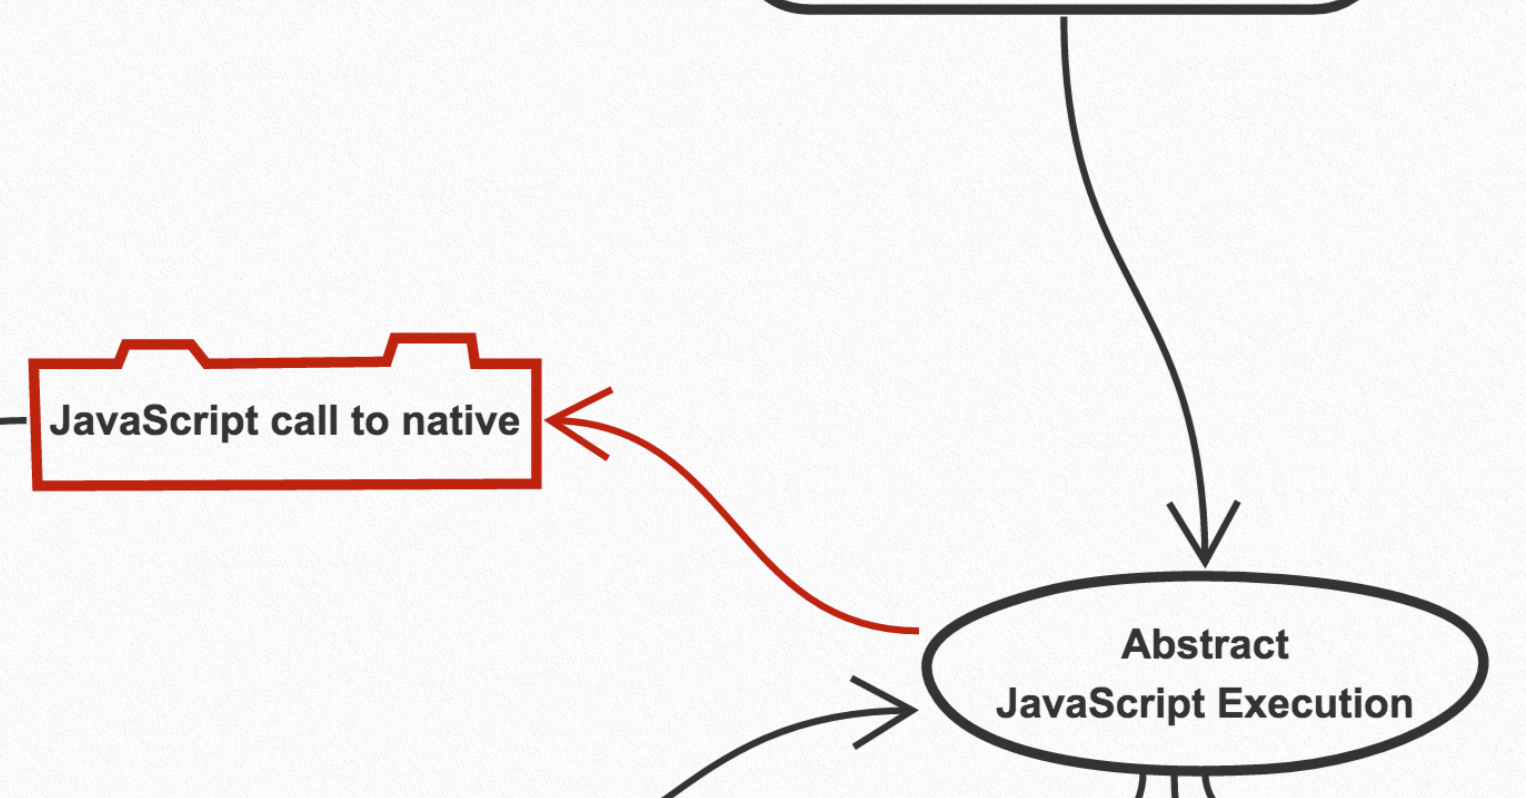 JavaScript call to native
Abstract
JavaScript Execution